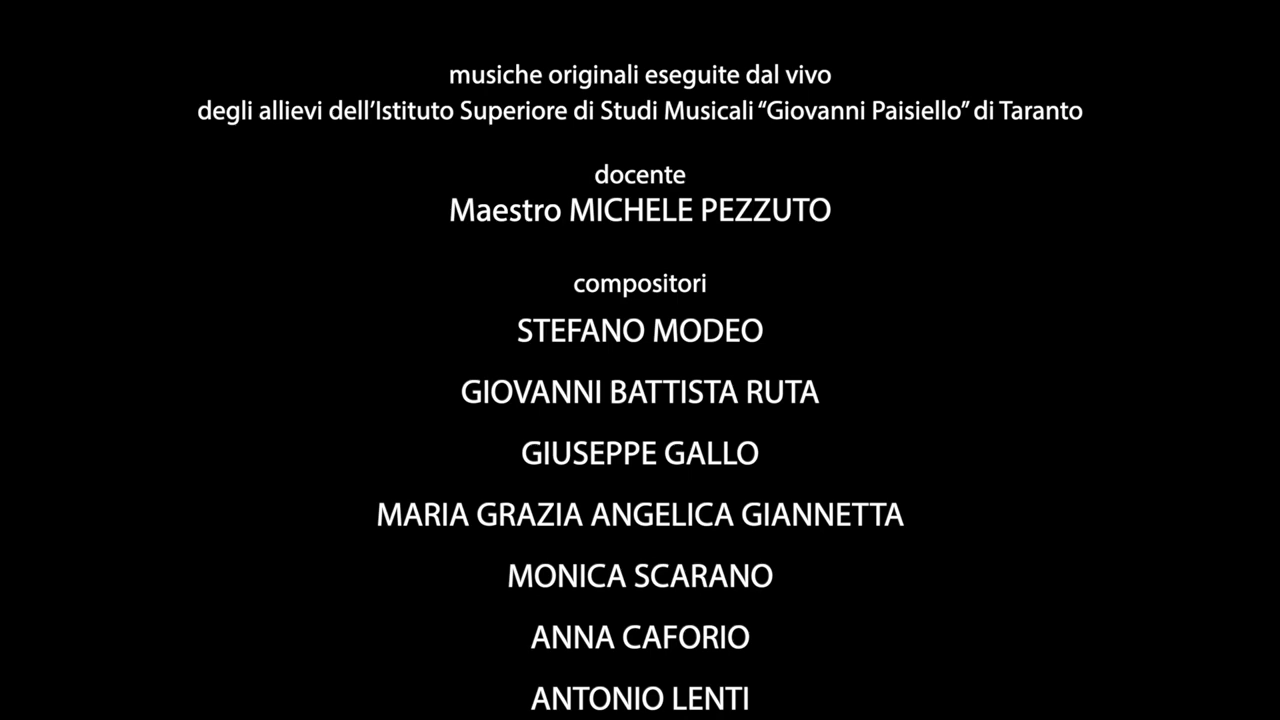 musiche originali eseguite dal vivo
degli allievi dell’Istituto Superiore di Studi Musicali “Giovanni Paisiello” di Taranto
docente
Maestro MICHELE PEZZUTO
compositori
STEFANO MODEO
GIOVANNI BATTISTA RUTA
GIUSEPPE GALLO
MARIA GRAZIA ANGELICA GIANNETTA
MONICA SCARANO
ANNA CAFORIO
ANTONIO LENTI